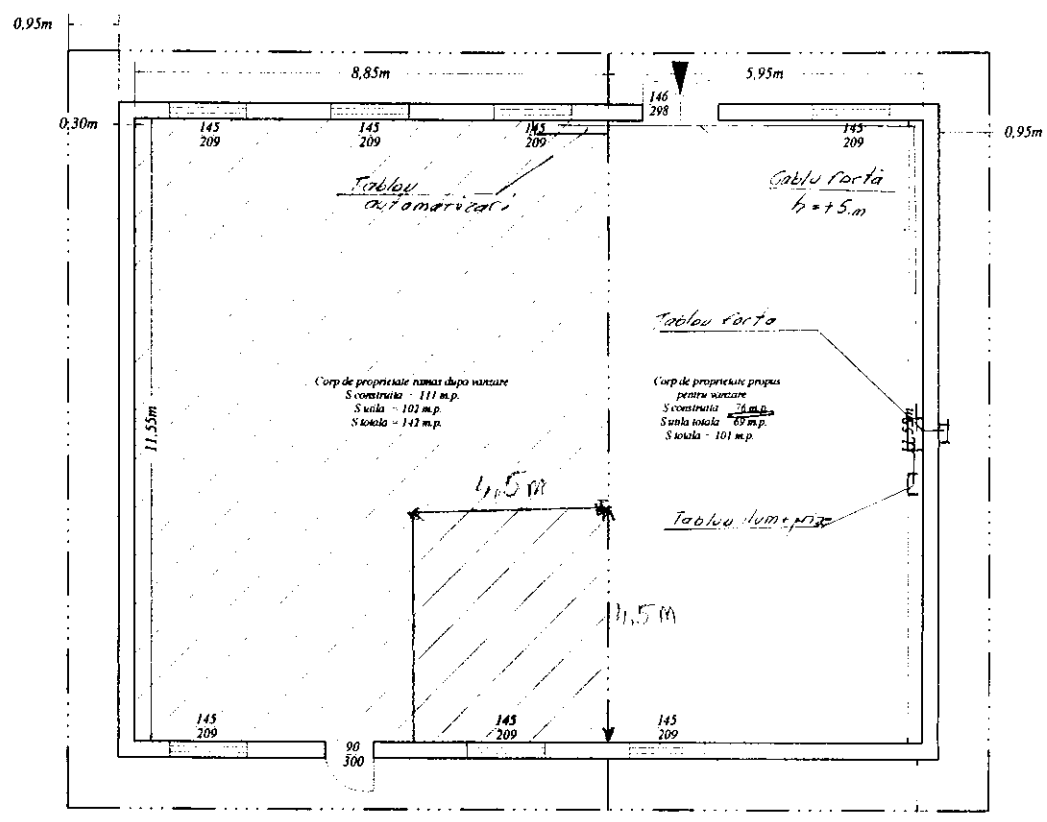 0,95m
8,85m
5,95m
146
298
0,30m
145
209
145
209
145
209
145
209
0,95m
Tablou
automatizari
Cablu forta
h=+5.m
Tablou forta
Corp de proprietate ramas dupa vanzare
S construita - 111 m.p.
S utila - 102 m.p.
S totala - 142 m.p.
Corp de proprietate propus
pentru vanzare
S construita 76 m.p.
S utila totala 69 m.p.
S totala - 101 m.p.
11,55m
11,55m
4,5m
Tablou ilum+priz
4,5m
145
209
90
300
145
209
145
209